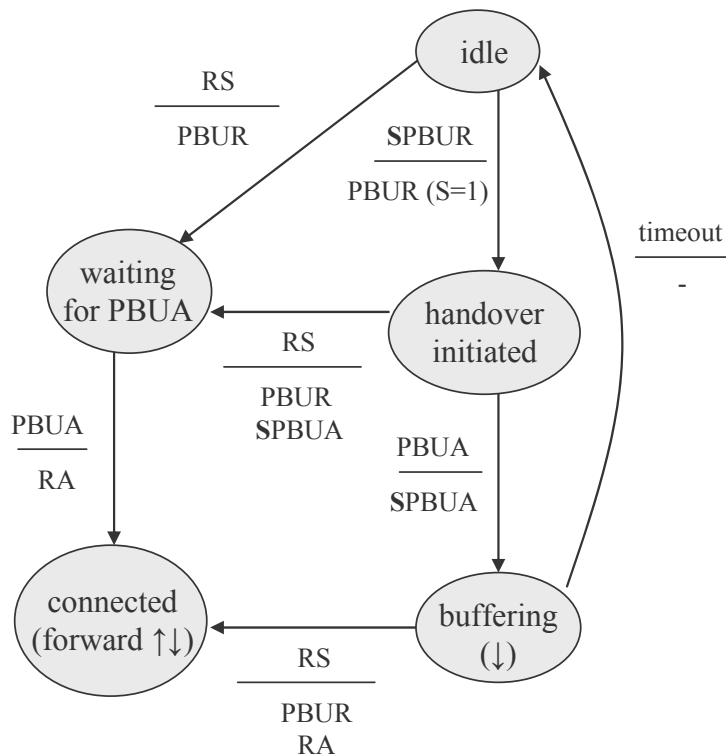 idle
RS
PBUR
SPBUR
PBUR (S=1)
timeout
-
waiting
for PBUA
handover
initiated
RS
PBUR
SPBUA
PBUA
RA
PBUA
SPBUA
connected
(forward ↑↓)
buffering
(↓)
RS
PBUR
RA